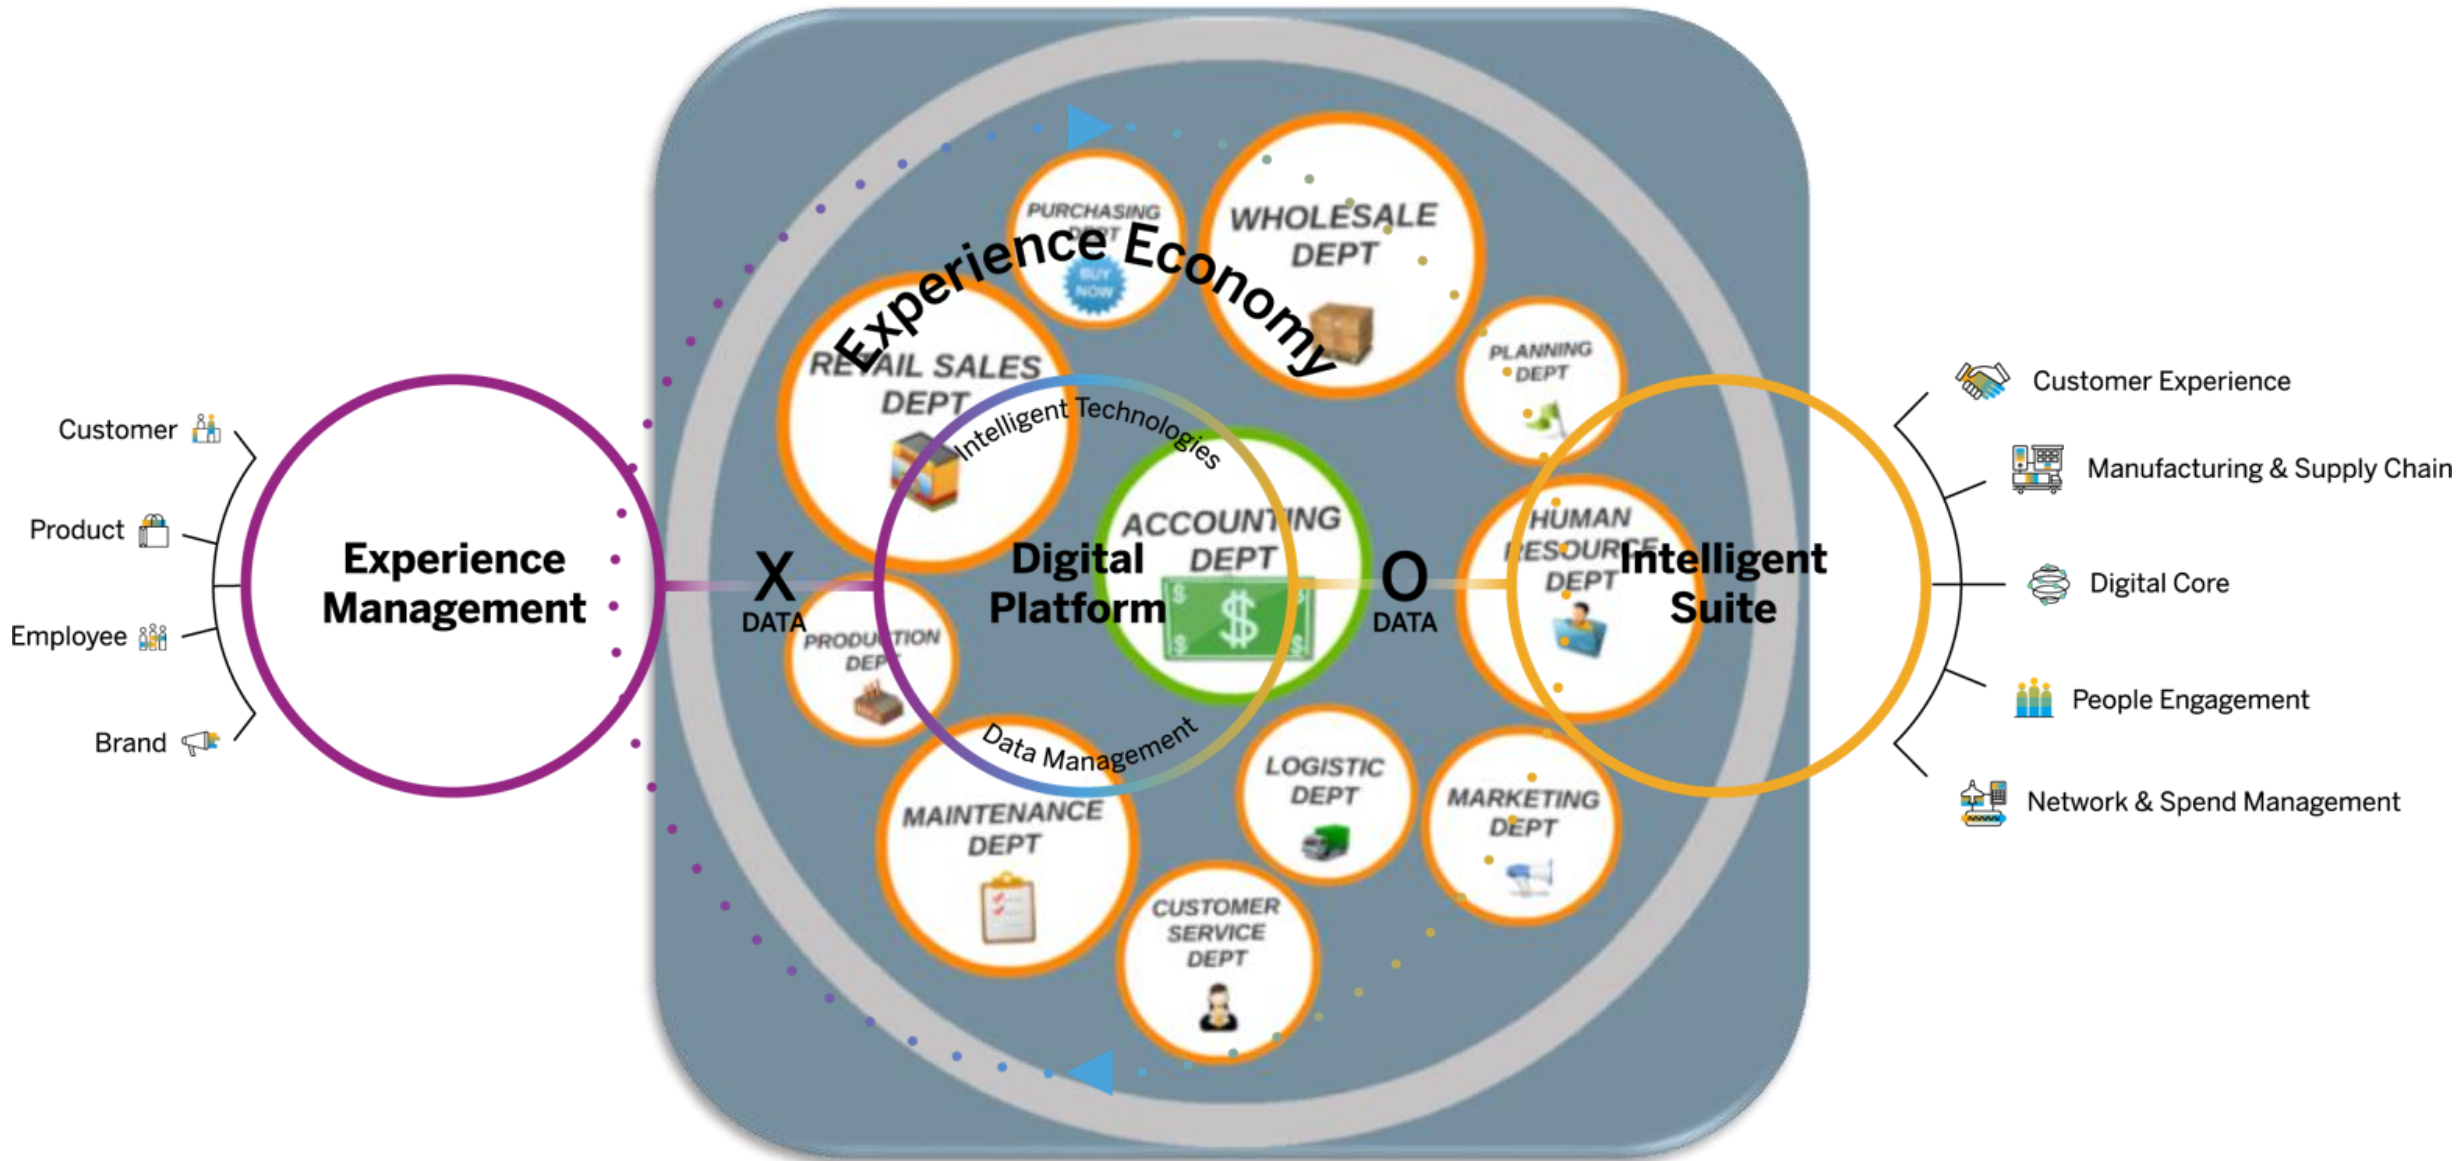 Experience Economy
PURCHASING
DEPT
BUY
NOW
WHOLESALE
DEPT
RETAIL SALES
DEPT
PLANNING
DEPT
Customer
Product
Employee
Brand
Experience
Management
X
DATA
Intelligent Technologies
Digital
Platform
Data Management
ACCOUNTING
DEPT
$
$
$
$
$
O
DATA
HUMAN
RESOURCE
DEPT
Intelligent
Suite
Customer Experience
Manufacturing & Supply Chain
Digital Core
People Engagement
Network & Spend Management
PRODUCTION
DEPT
MAINTENANCE
DEPT
LOGISTIC
DEPT
MARKETING
DEPT
CUSTOMER
SERVICE
DEPT